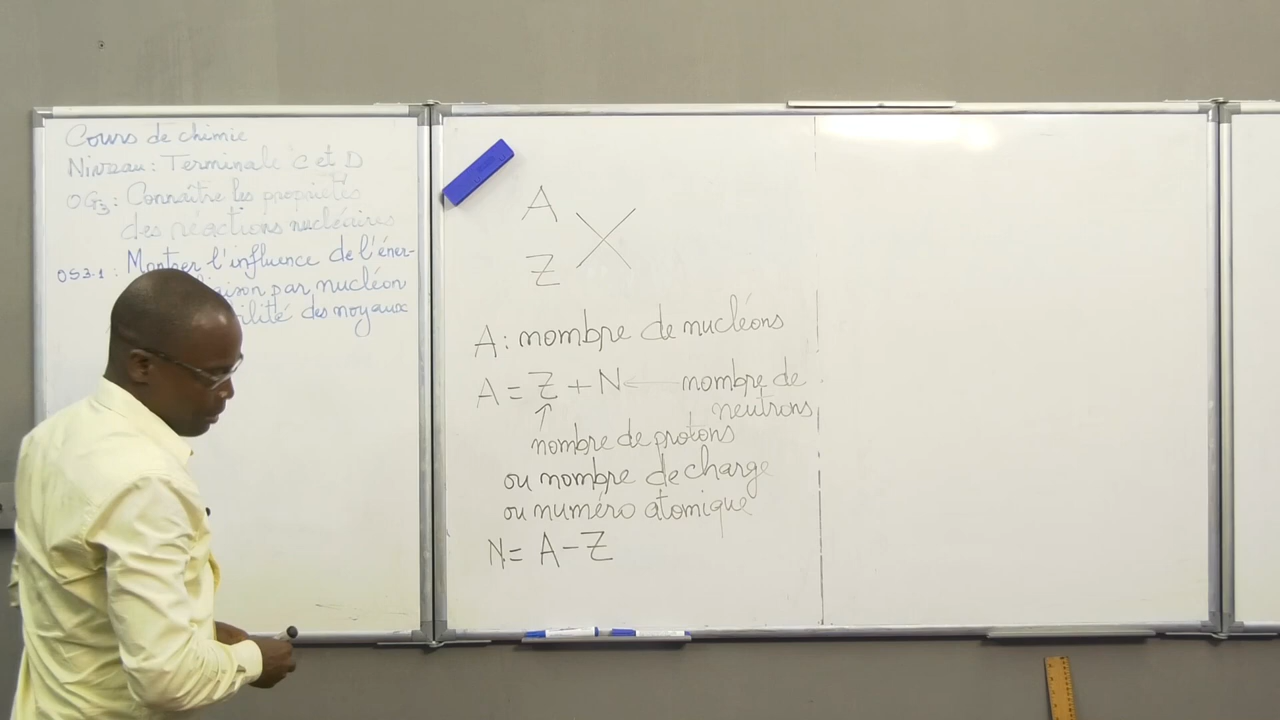 Cours de chimie
Niveau: Terminale C et D
OG3: Connaître les propriétés
des réactions nucléaires
OS3.1: Montrer l'influence de l'éner-
par nucléon
des noyaux
A
Z X
A: nombre de nucléons
A = Z + N ← nombre de
neutrons
↑
nombre de protons
ou nombre de charge
ou numéro atomique
N = A - Z